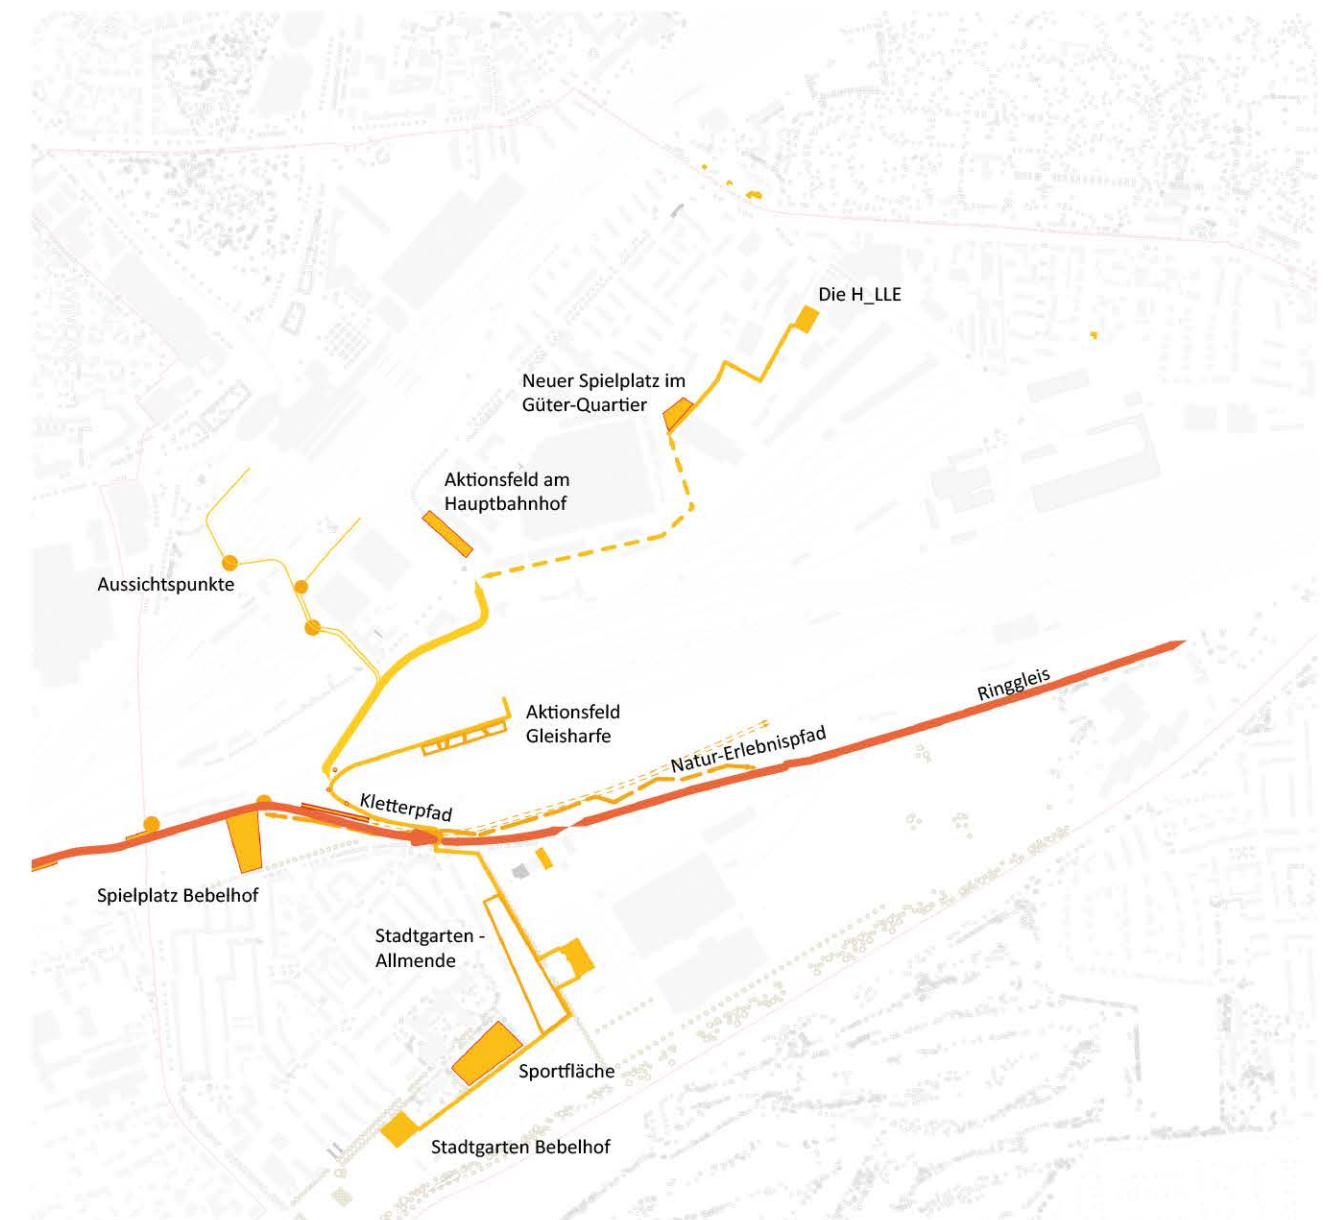 Die H_LLE
Neuer Spielplatz im
Güter-Quartier
Aktionsfeld am
Hauptbahnhof
Aussichtspunkte
Ringgleis
Aktionsfeld
Gleisharfe
Natur-Erlebnispfad
Kletterpfad
Spielplatz Bebelhof
Stadtgarten -
Allmende
Sportfläche
Stadtgarten Bebelhof